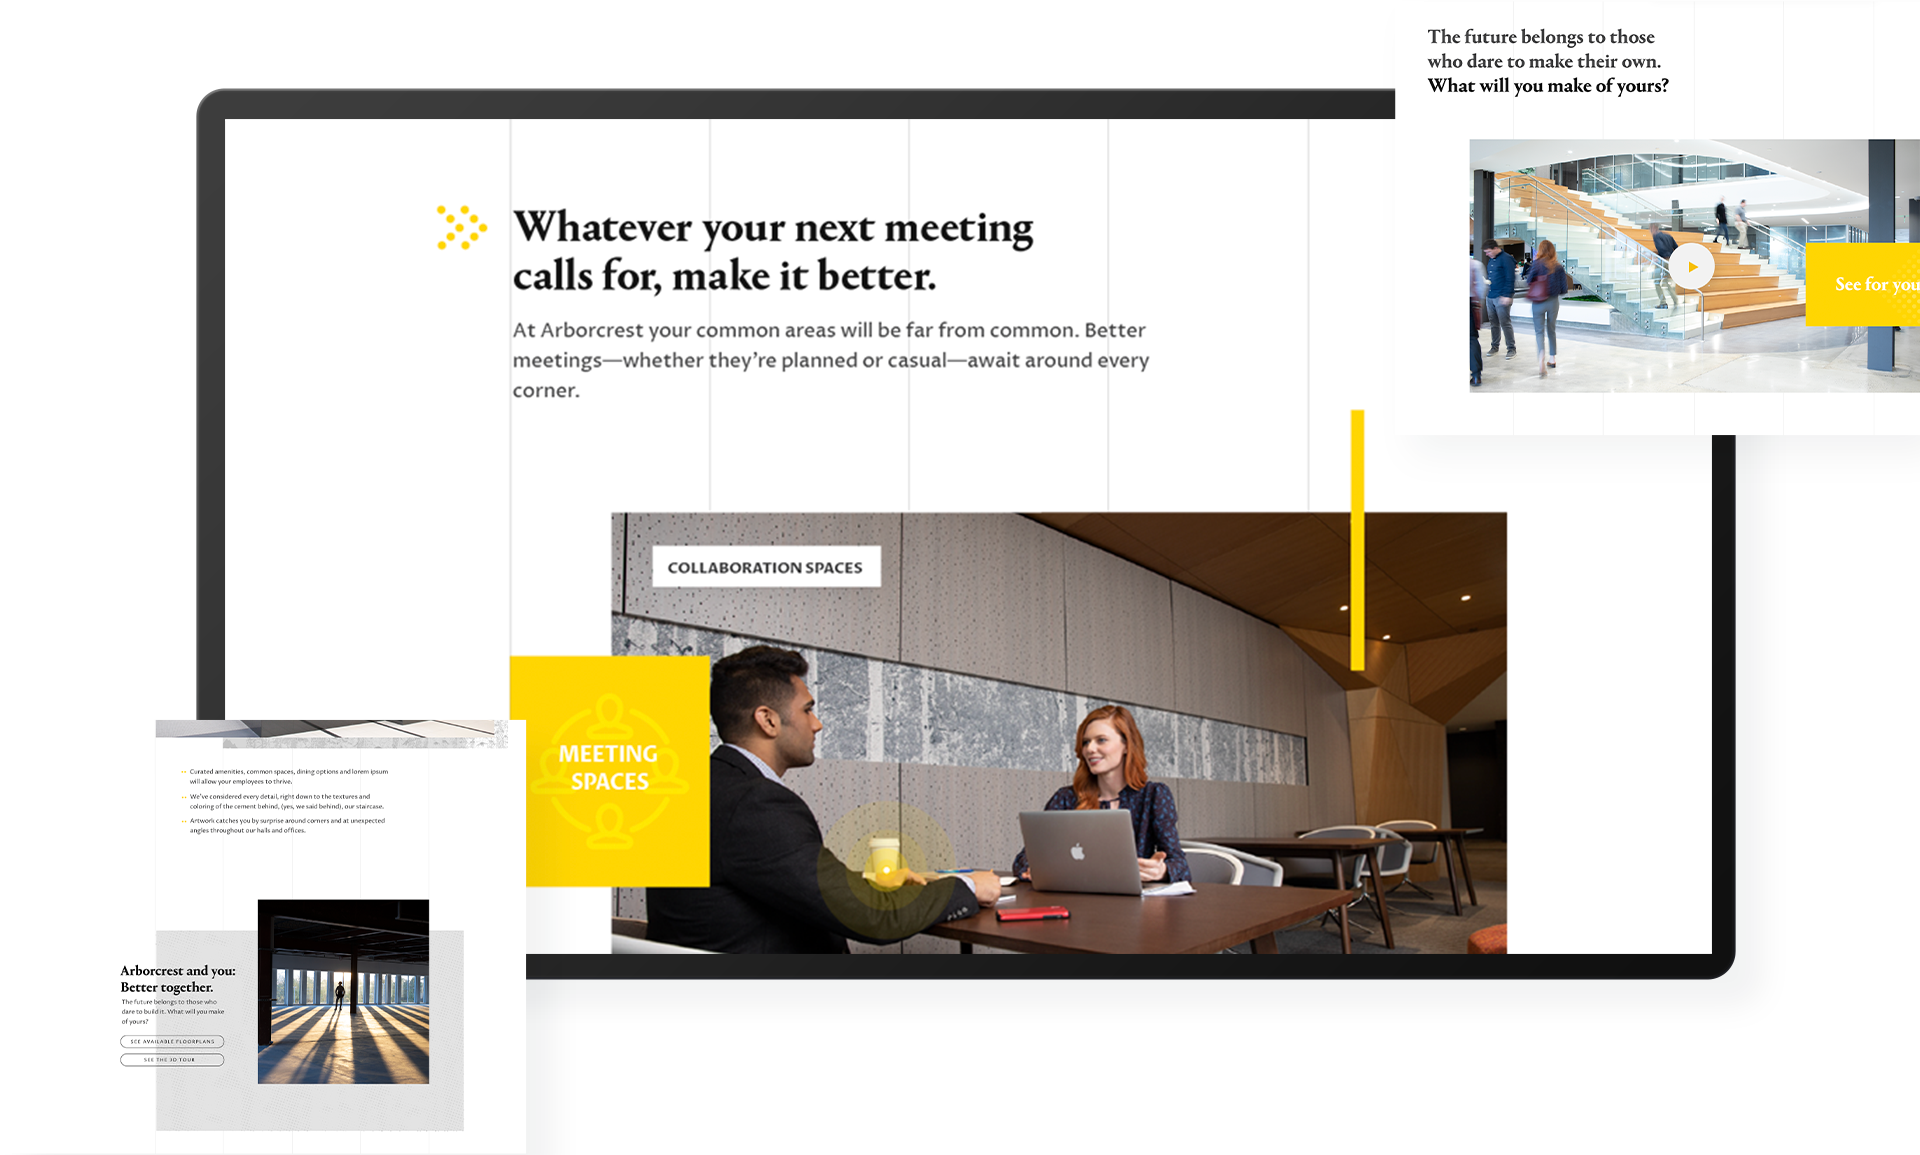 The future belongs to those
who dare to make their own.
What will you make of yours?
See for you
Whatever your next meeting
calls for, make it better.
At Arborcrest your common areas will be far from common. Better
meetings—whether they're planned or casual—await around every
corner.
COLLABORATION SPACES
MEETING
SPACES
Curated amenities, common spaces, dining options and lorem ipsum
will allow your employees to thrive.
We've considered every detail, right down to the textures and
coloring of the cement behind, (yes, we said behind), our staircase.
Artwork catches you by surprise around corners and at unexpected
angles throughout our halls and offices.
Arborcrest and you:
Better together.
The future belongs to those who
dare to build it. What will you make
of yours?
SEE AVAILABLE FLOORPLANS
SEE THE 3D TOUR